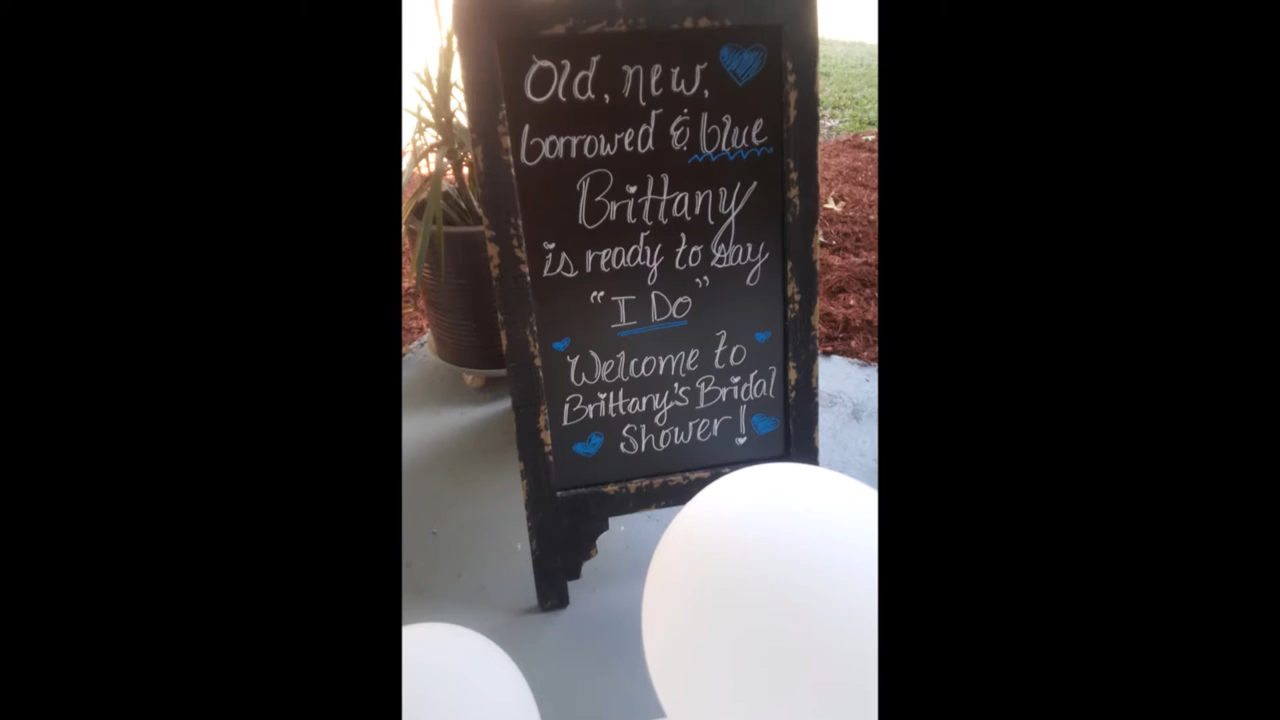 Old, new,
borrowed & blue
Brittany
is ready to say
"I Do"
Welcome to
Brittany's Bridal
Shower!